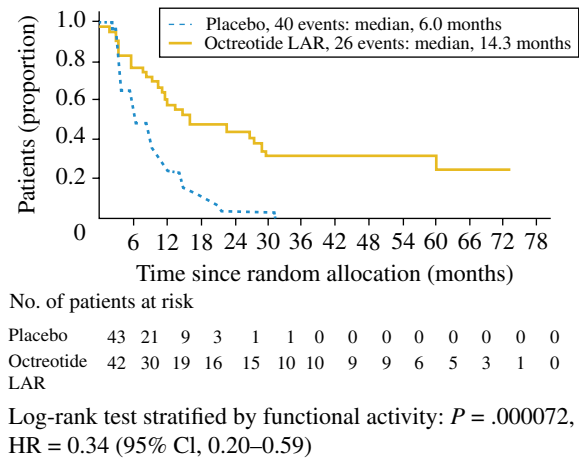 Placebo, 40 events: median, 6.0 months
Octreotide LAR, 26 events: median, 14.3 months
Patients (proportion)
1.0
0.8
0.6
0.4
0.2
0
6 12 18 24 30 36 42 48 54 60 66 72 78
Time since random allocation (months)
No. of patients at risk
Placebo 43 21 9 3 1 1 0 0 0 0 0 0 0 0
Octreotide 42 30 19 16 15 10 10 9 9 6 5 3 1 0
LAR
Log-rank test stratified by functional activity: P = .000072,
HR = 0.34 (95% Cl, 0.20–0.59)